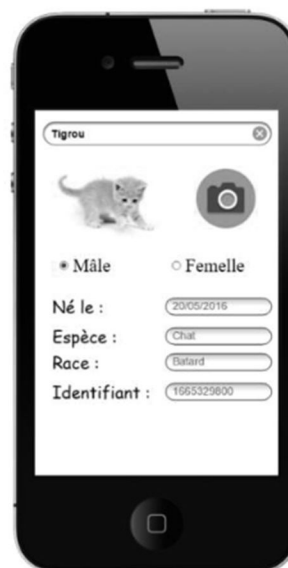 Tigrou
Mâle Femelle
Né le : 20/05/2016
Espèce : Chat
Race : Batard
Identifiant : 1665329800